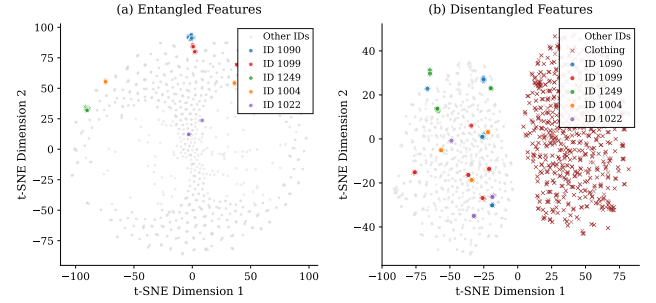 (a) Entangled Features
100
75
50
25
0
−25
−50
−75
−100
−50
0
50
100
t-SNE Dimension 2
t-SNE Dimension 1
Other IDs
ID 1090
ID 1099
ID 1249
ID 1004
ID 1022
(b) Disentangled Features
40
20
0
−20
−40
−100
−75
−50
−25
0
25
50
75
t-SNE Dimension 2
t-SNE Dimension 1
Other IDs
Clothing
ID 1090
ID 1099
ID 1249
ID 1004
ID 1022